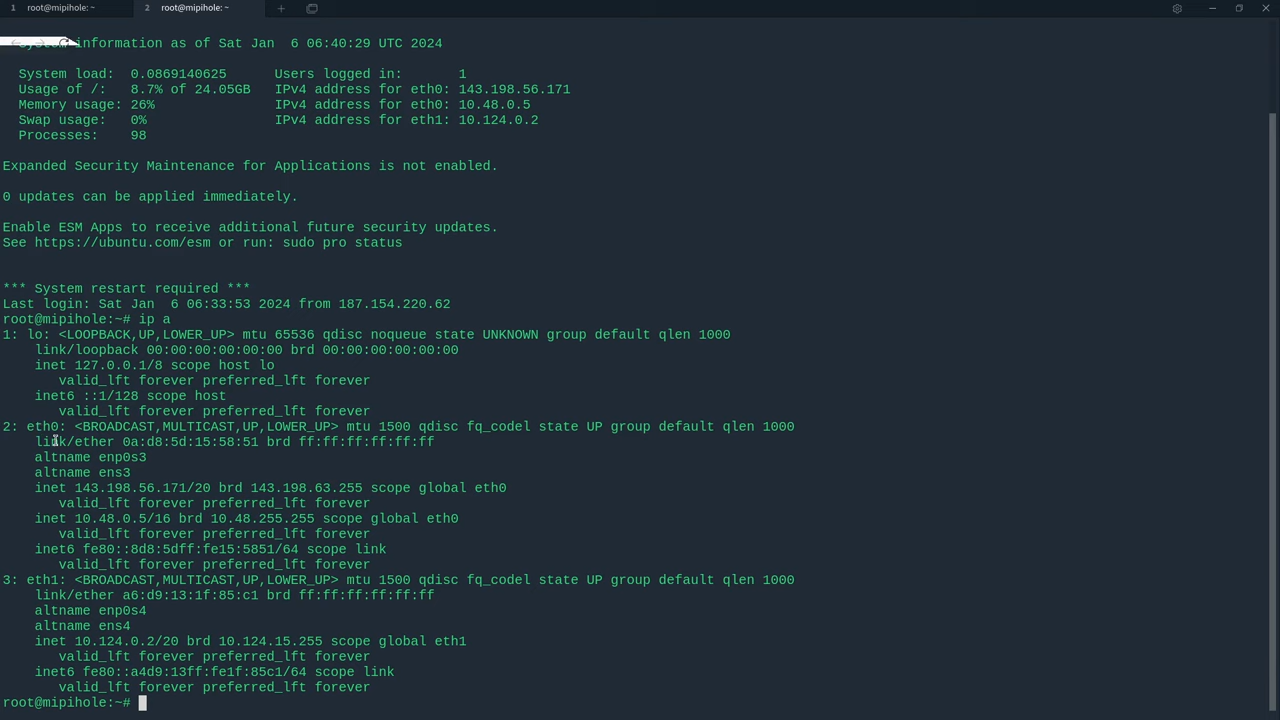 1 root@mipihole: ~ 2 root@mipihole: ~
information as of Sat Jan 6 06:40:29 UTC 2024
System load: 0.0869140625 Users logged in: 1
Usage of /: 8.7% of 24.05GB IPv4 address for eth0: 143.198.56.171
Memory usage: 26% IPv4 address for eth0: 10.48.0.5
Swap usage: 0% IPv4 address for eth1: 10.124.0.2
Processes: 98
Expanded Security Maintenance for Applications is not enabled.
0 updates can be applied immediately.
Enable ESM Apps to receive additional future security updates.
See https://ubuntu.com/esm or run: sudo pro status
*** System restart required ***
Last login: Sat Jan 6 06:33:53 2024 from 187.154.220.62
root@mipihole:~# ip a
1: lo: <LOOPBACK,UP,LOWER_UP> mtu 65536 qdisc noqueue state UNKNOWN group default qlen 1000
link/loopback 00:00:00:00:00:00 brd 00:00:00:00:00:00
inet 127.0.0.1/8 scope host lo
valid_lft forever preferred_lft forever
inet6 ::1/128 scope host
valid_lft forever preferred_lft forever
2: eth0: <BROADCAST,MULTICAST,UP,LOWER_UP> mtu 1500 qdisc fq_codel state UP group default qlen 1000
link/ether 0a:d8:5d:15:58:51 brd ff:ff:ff:ff:ff:ff
altname enp0s3
altname ens3
inet 143.198.56.171/20 brd 143.198.63.255 scope global eth0
valid_lft forever preferred_lft forever
inet 10.48.0.5/16 brd 10.48.255.255 scope global eth0
valid_lft forever preferred_lft forever
inet6 fe80::8d8:5dff:fe15:5851/64 scope link
valid_lft forever preferred_lft forever
3: eth1: <BROADCAST,MULTICAST,UP,LOWER_UP> mtu 1500 qdisc fq_codel state UP group default qlen 1000
link/ether a6:d9:13:1f:85:c1 brd ff:ff:ff:ff:ff:ff
altname enp0s4
altname ens4
inet 10.124.0.2/20 brd 10.124.15.255 scope global eth1
valid_lft forever preferred_lft forever
inet6 fe80::a4d9:13ff:fe1f:85c1/64 scope link
valid_lft forever preferred_lft forever
root@mipihole:~#